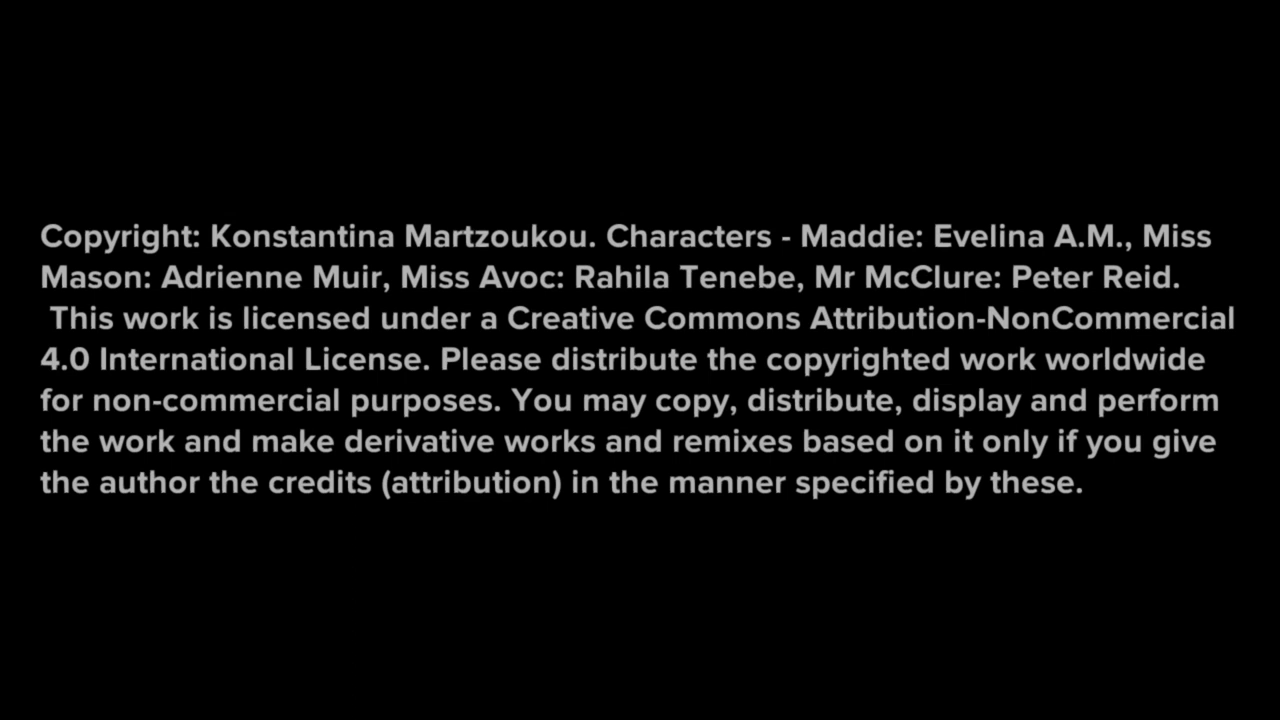 Copyright: Konstantina Martzoukou. Characters - Maddie: Evelina A.M., Miss
Mason: Adrienne Muir, Miss Avoc: Rahila Tenebe, Mr McClure: Peter Reid.
This work is licensed under a Creative Commons Attribution-NonCommercial
4.0 International License. Please distribute the copyrighted work worldwide
for non-commercial purposes. You may copy, distribute, display and perform
the work and make derivative works and remixes based on it only if you give
the author the credits (attribution) in the manner specified by these.